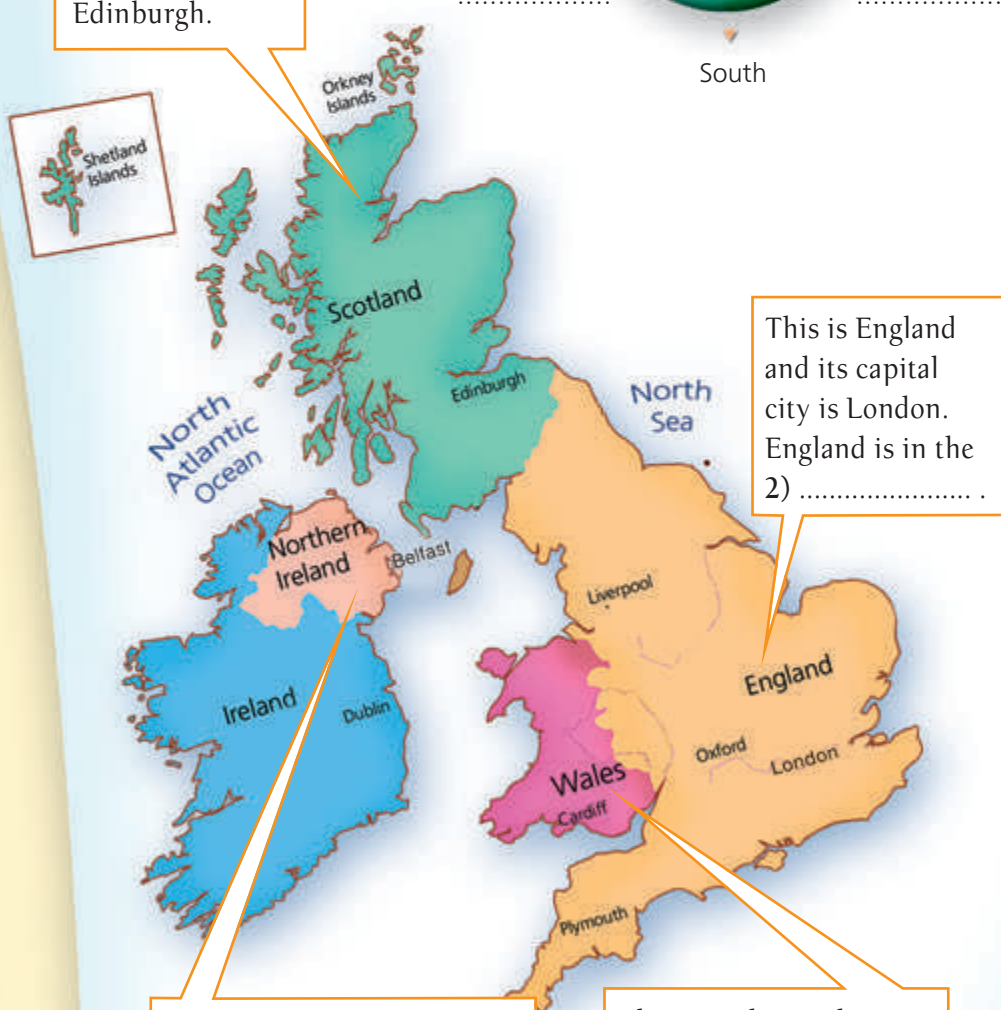 Edinburgh.
....................
....................
South
Orkney
Islands
Shetland
Islands
Scotland
Edinburgh
North
Atlantic
Ocean
North
Sea
This is England
and its capital
city is London.
England is in the
2) ...................... .
Northern
Ireland
Belfast
Liverpool
England
Ireland
Dublin
Oxford
London
Wales
Cardiff
Plymouth